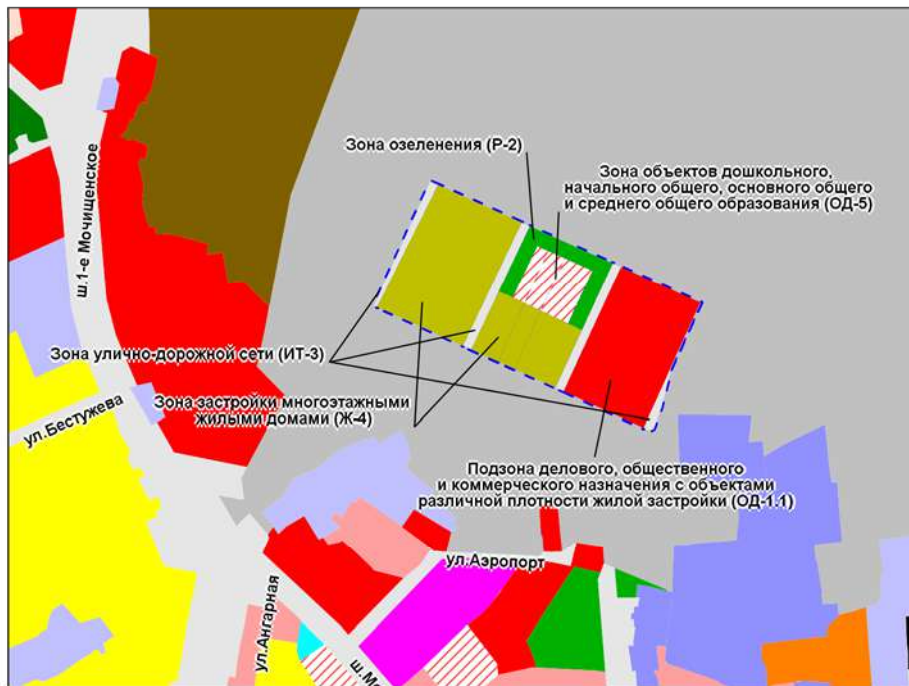 Зона озеленения (Р-2)
Зона объектов дошкольного,
начального общего, основного общего
и среднего общего образования (ОД-5)
ш.1-е Мочищенское
Зона улично-дорожной сети (ИТ-3)
ул.Бестужева
Зона застройки многоэтажными
жилыми домами (Ж-4)
Подзона делового, общественного
и коммерческого назначения с объектами
различной плотности жилой застройки (ОД-1.1)
ул.Аэропорт
ул.Ангарная